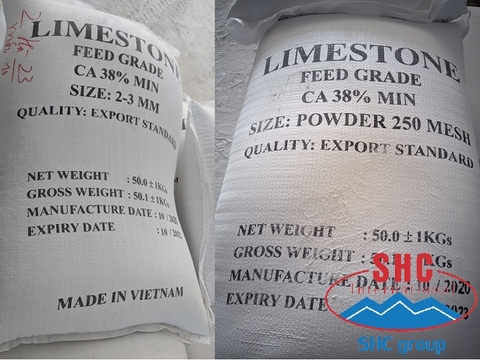 LIMESTONE
FEED GRADE
CA 38% MIN
SIZE: 2-3 MM
QUALITY: EXPORT STANDARD
NET WEIGHT : 50.0 ± 1KGs
GROSS WEIGHT : 50.1 ± 1KGs
MANUFACTURE DATE : 10 /
EXPIRY DATE : 10 /
MADE IN VIETNAM
LIMESTONE
FEED GRADE
CA 38% MIN
SIZE: POWDER 250 MESH
QUALITY: EXPORT STANDARD
NET WEIGHT : 50.0 ± 1KGs
GROSS WEIGHT 1KGs
MANUFACTURE DATE : 10 / 2020
EXPIRY DATE
SHC
SHC group